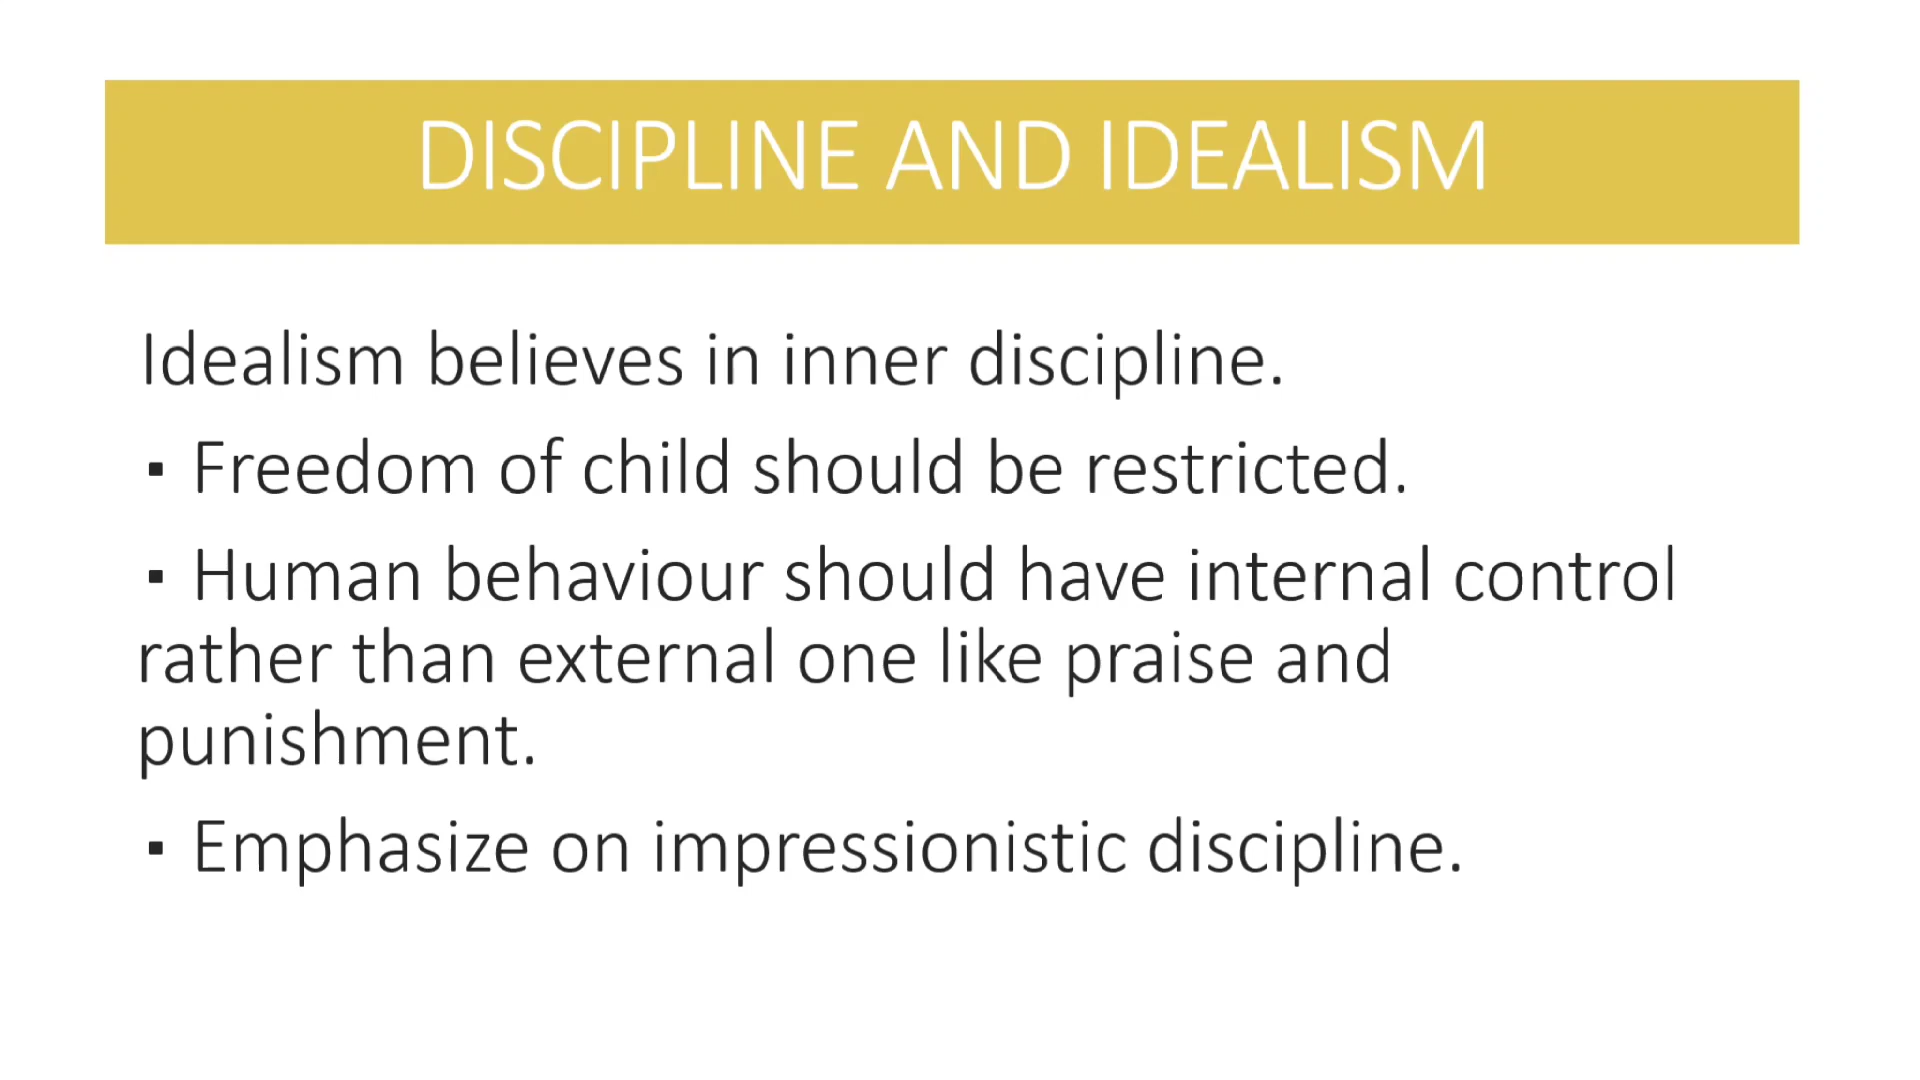 DISCIPLINE AND IDEALISM
Idealism believes in inner discipline.
▪ Freedom of child should be restricted.
▪ Human behaviour should have internal control
rather than external one like praise and
punishment.
▪ Emphasize on impressionistic discipline.